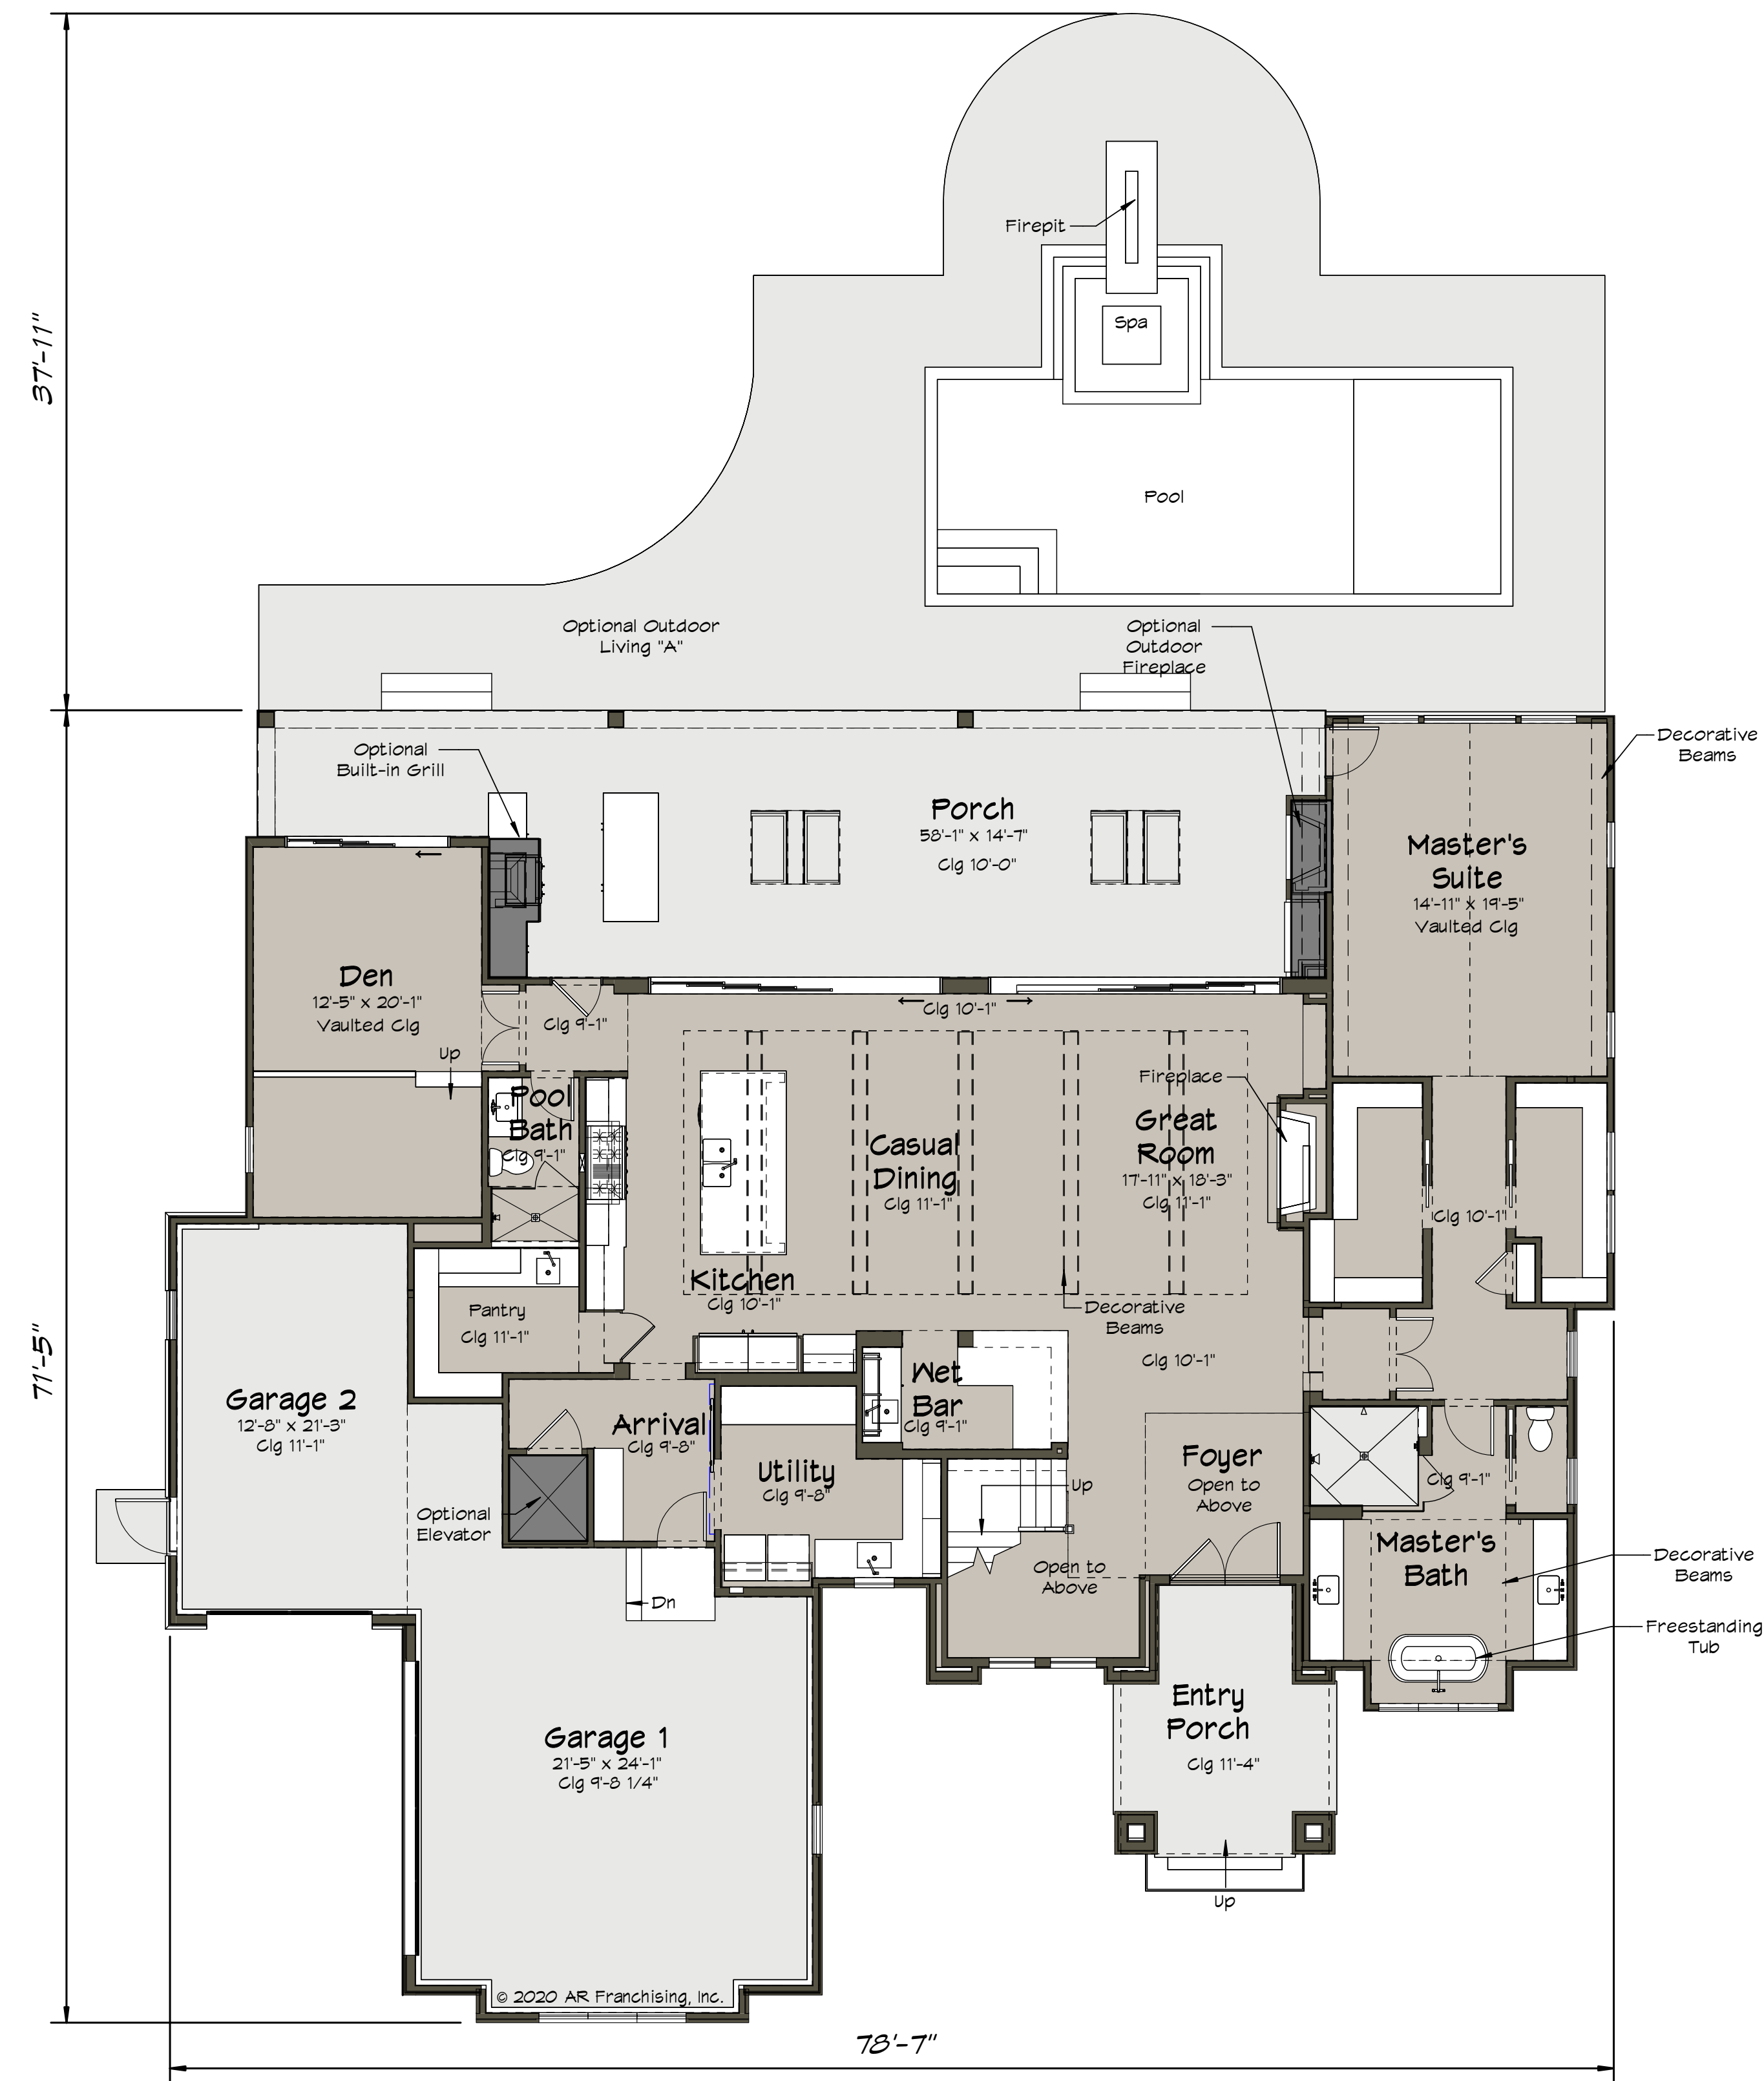 37'-11"
Firepit
Spa
Pool
Optional Outdoor
Living "A"
Optional
Outdoor
Fireplace
Optional
Built-in Grill
Decorative
Beams
Porch
58'-1" x 14'-7"
Clg 10'-0"
Master's
Suite
14'-11" x 19'-5"
Vaulted Clg
Den
12'-5" x 20'-1"
Vaulted Clg
Up
Clg 9'-1"
Clg 10'-1"
Pool
Bath
Clg 9'-1"
Fireplace
Casual
Dining
Clg 11'-1"
Great
Room
17'-11" x 18'-3"
Clg 11'-1"
Clg 10'-1"
Kitchen
Clg 10'-1"
Decorative
Beams
Pantry
Clg 11'-1"
Clg 10'-1"
71'-5"
Garage 2
12'-8" x 21'-3"
Clg 11'-1"
Arrival
Clg 9'-8"
Wet
Bar
Clg 9'-1"
Utility
Clg 9'-8"
Foyer
Open to
Above
Up
Clg 9'-1"
Optional
Elevator
Master's
Bath
Decorative
Beams
Open to
Above
Dn
Freestanding
Tub
Entry
Porch
Clg 11'-4"
Garage 1
21'-5" x 24'-1"
Clg 9'-8 1/4"
Up
© 2020 AR Franchising, Inc.
78'-7"